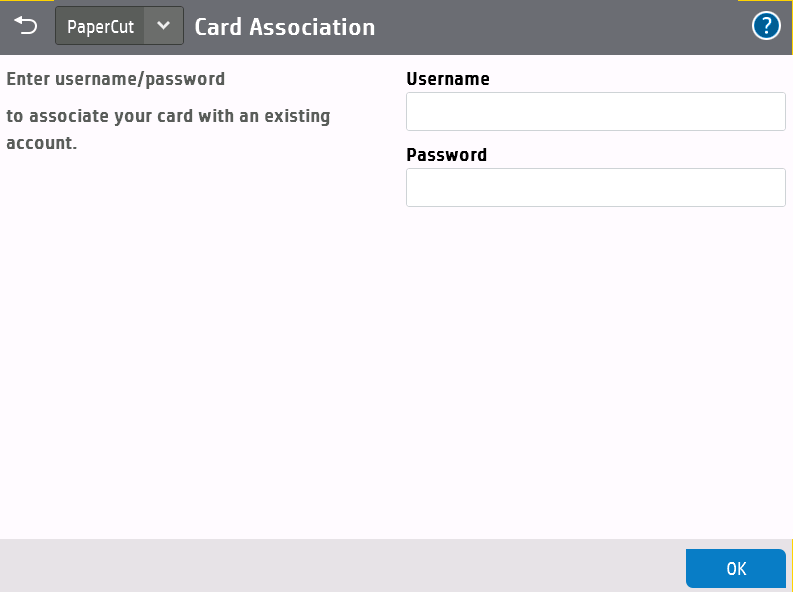 PaperCut
Card Association
?
Enter username/password
to associate your card with an existing
account.
Username
Password
OK